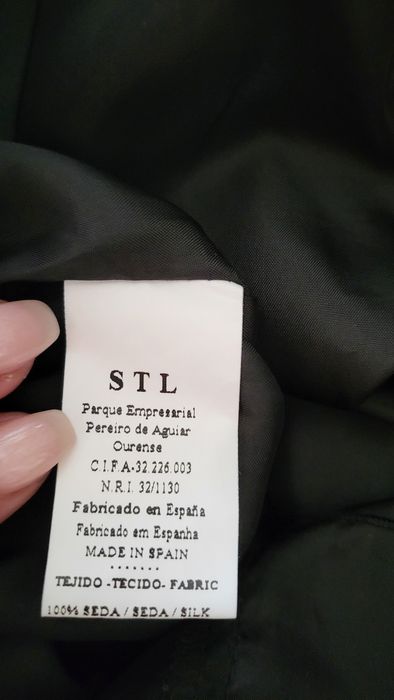 STL
Parque Empresarial
Pereiro de Aguiar
Ourense
C.I.F.A-32.226.003
N.R.I. 32/1130
Fabricado en España
Fabricado em Espanha
MADE IN SPAIN
.......
TEJIDO -TECIDO- FABRIC
100% SEDA / SEDA / SILK